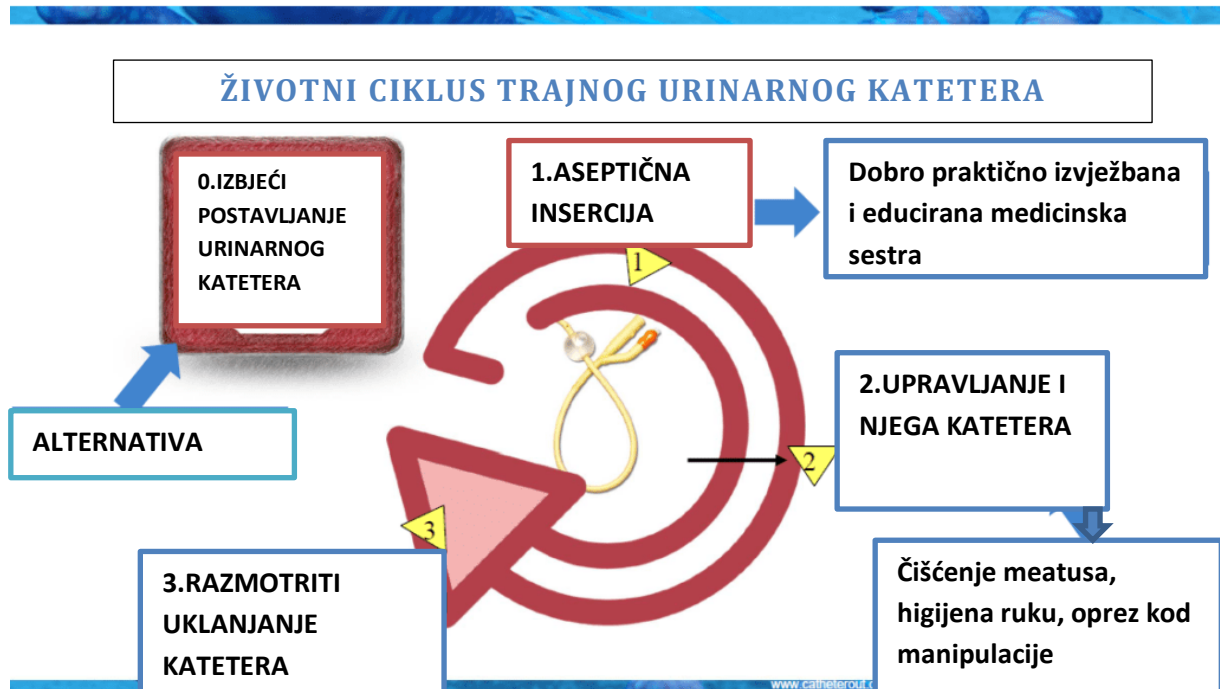 ŽIVOTNI CIKLUS TRAJNOG URINARNOG KATETERA
0.IZBJEĆI
POSTAVLJANJE
URINARNOG
KATETERA
1.ASEPTIČNA
INSERCIJA
Dobro praktično izvježbana
i educirana medicinska
sestra
1
ALTERNATIVA
2.UPRAVLJANJE I
NJEGA KATETERA
2
3
3.RAZMOTRITI
UKLANJANJE
KATETERA
Čišćenje meatusa,
higijena ruku, oprez kod
manipulacije